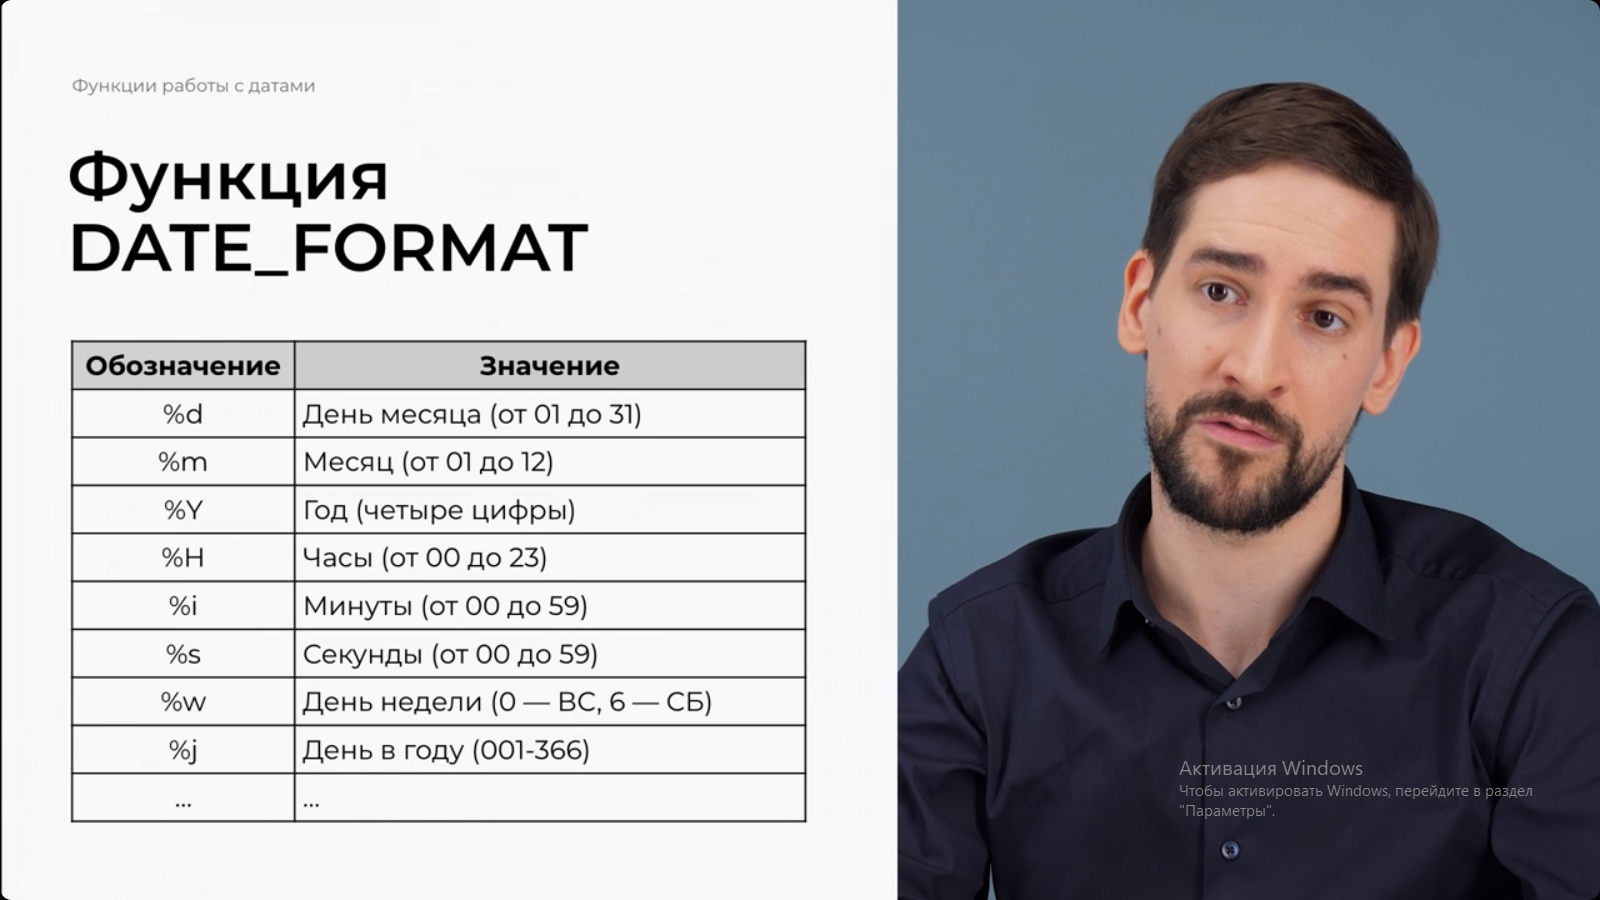 Функции работы с датами
Функция
DATE_FORMAT
Обозначение Значение
%d День месяца (от 01 до 31)
%m Месяц (от 01 до 12)
%Y Год (четыре цифры)
%H Часы (от 00 до 23)
%i Минуты (от 00 до 59)
%s Секунды (от 00 до 59)
%w День недели (0 — ВС, 6 — СБ)
%j День в году (001-366)
... ...
Активация Windows
Чтобы активировать Windows, перейдите в раздел
"Параметры".